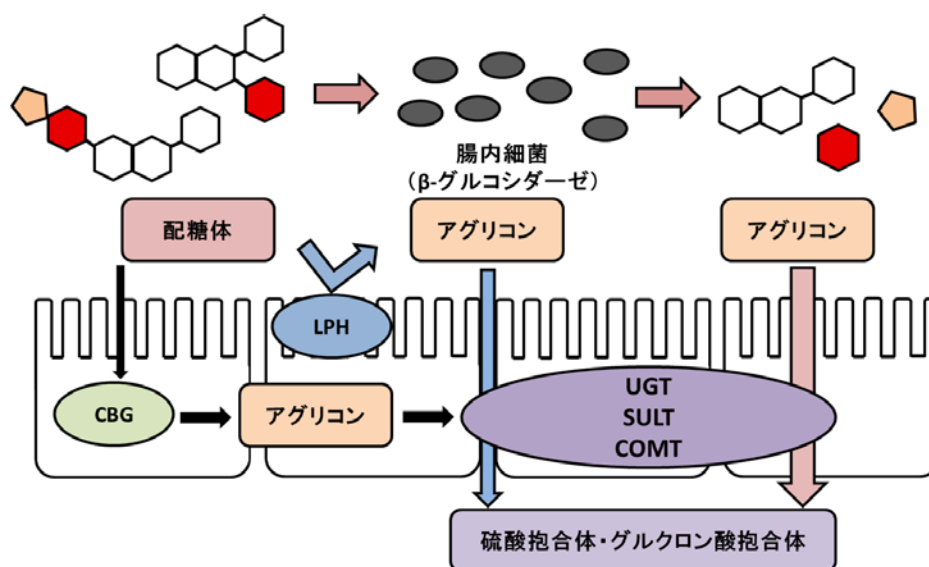 腸内細菌
(β-グルコシダーゼ)
配糖体
アグリコン
アグリコン
LPH
CBG
アグリコン
UGT
SULT
COMT
硫酸抱合体・グルクロン酸抱合体